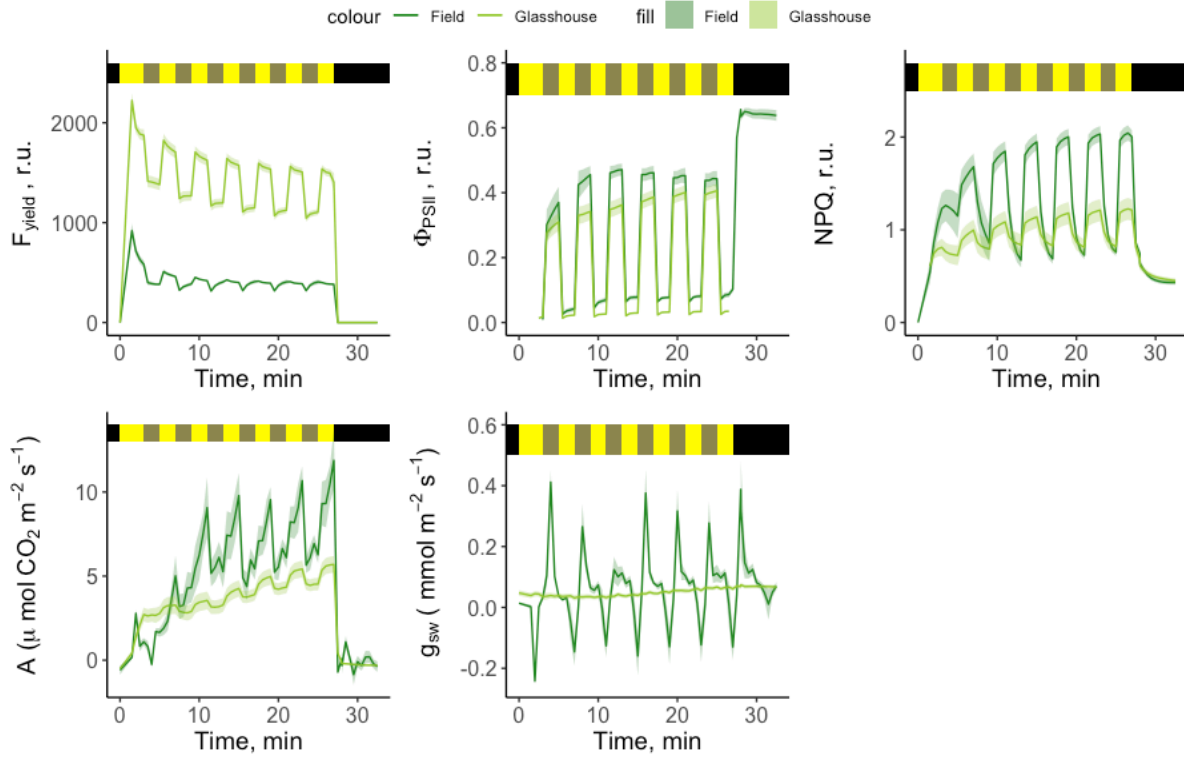 colour Field Glasshouse fill Field Glasshouse
F_yield , r.u.
2000
1000
0
0 10 20 30
Time, min
Φ_PSII , r.u.
0.8
0.6
0.4
0.2
0.0
0 10 20 30
Time, min
NPQ, r.u.
2
1
0
0 10 20 30
Time, min
A (μ mol CO₂ m⁻² s⁻¹)
10
5
0
0 10 20 30
Time, min
g_sw ( mmol m⁻² s⁻¹)
0.6
0.4
0.2
0.0
-0.2
0 10 20 30
Time, min